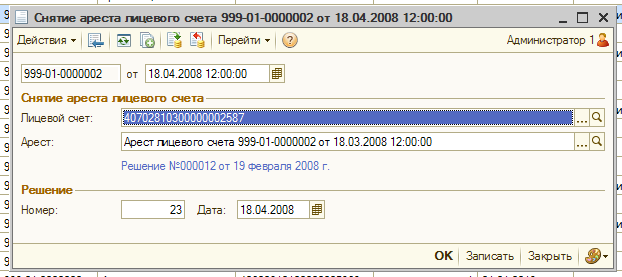 Снятие ареста лицевого счета 999-01-0000002 от 18.04.2008 12:00:00
Действия Перейти Администратор 1
999-01-0000002 от 18.04.2008 12:00:00
Снятие ареста лицевого счета
Лицевой счет: 40702810300000002587 ...
Арест: Арест лицевого счета 999-01-0000002 от 18.03.2008 12:00:00 ...
Решение №000012 от 19 февраля 2008 г.
Решение
Номер: 23 Дата: 18.04.2008
OK Записать Закрыть